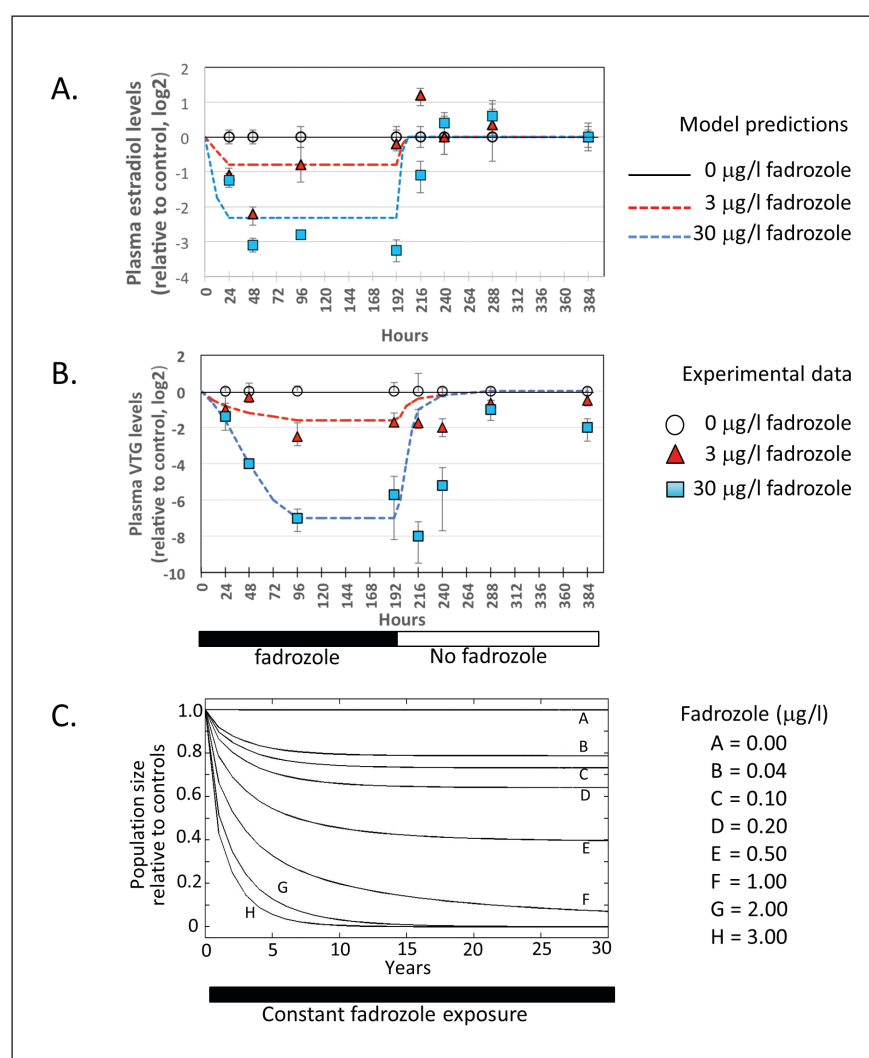 A.
Plasma estradiol levels
(relative to control, log2)
2
1
0
-1
-2
-3
-4
0 24 48 72 96 120 144 168 192 216 240 264 288 312 336 360 384
Hours
Model predictions
0 µg/l fadrozole
3 µg/l fadrozole
30 µg/l fadrozole
B.
Plasma VTG levels
(relative to control, log2)
2
0
-2
-4
-6
-8
-10
0 24 48 72 96 120 144 168 192 216 240 264 288 312 336 360 384
Hours
fadrozole No fadrozole
Experimental data
0 µg/l fadrozole
3 µg/l fadrozole
30 µg/l fadrozole
C.
Population size
relative to controls
1.0
0.8
0.6
0.4
0.2
0
A
B
C
D
E
F
G
H
0 5 10 15 20 25 30
Years
Constant fadrozole exposure
Fadrozole (µg/l)
A = 0.00
B = 0.04
C = 0.10
D = 0.20
E = 0.50
F = 1.00
G = 2.00
H = 3.00